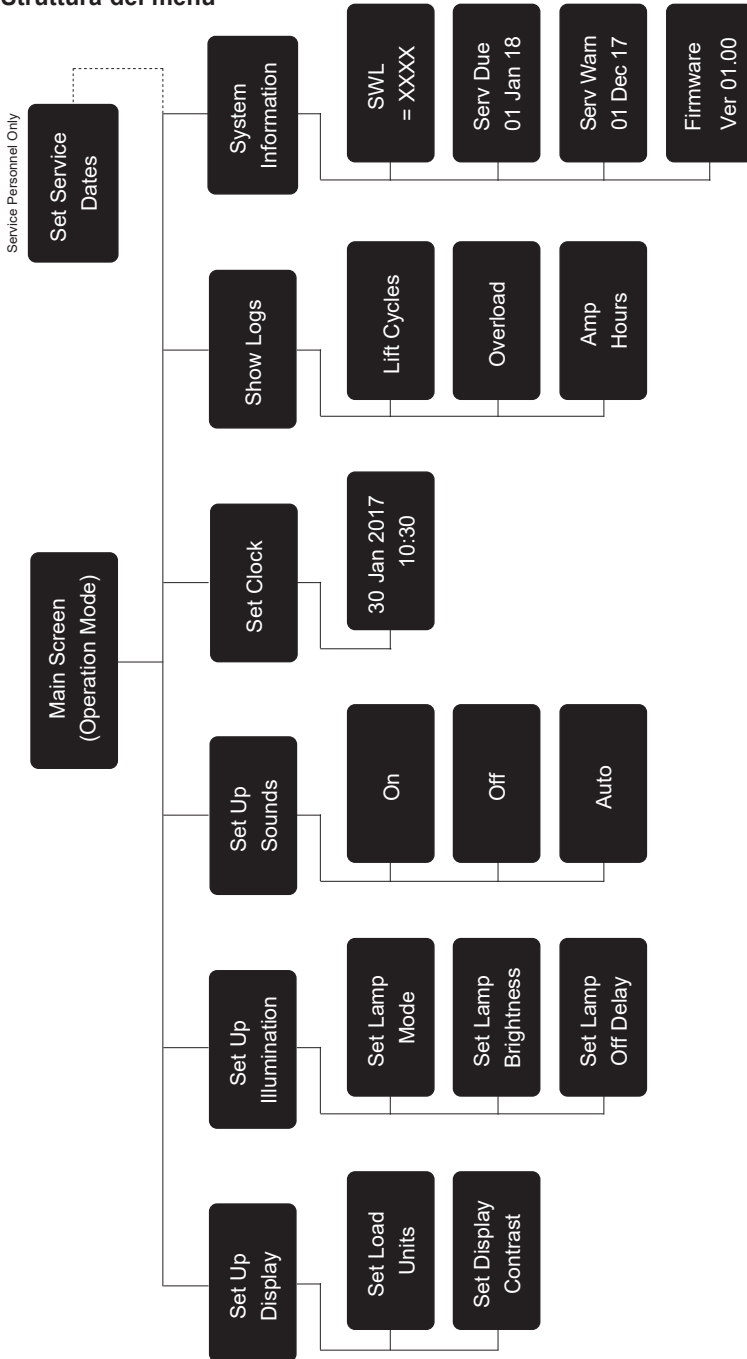 Struttura del menu
Service Personnel Only
Set Service
Dates
Main Screen
(Operation Mode)
Set Up
Display
Set Load
Units
Set Display
Contrast
Set Up
Illumination
Set Lamp
Mode
Set Lamp
Brightness
Set Lamp
Off Delay
Set Up
Sounds
On
Off
Auto
Set Clock
30 Jan 2017
10:30
Show Logs
Lift Cycles
Overload
Amp
Hours
System
Information
SWL
= XXXX
Serv Due
01 Jan 18
Serv Warn
01 Dec 17
Firmware
Ver 01.00